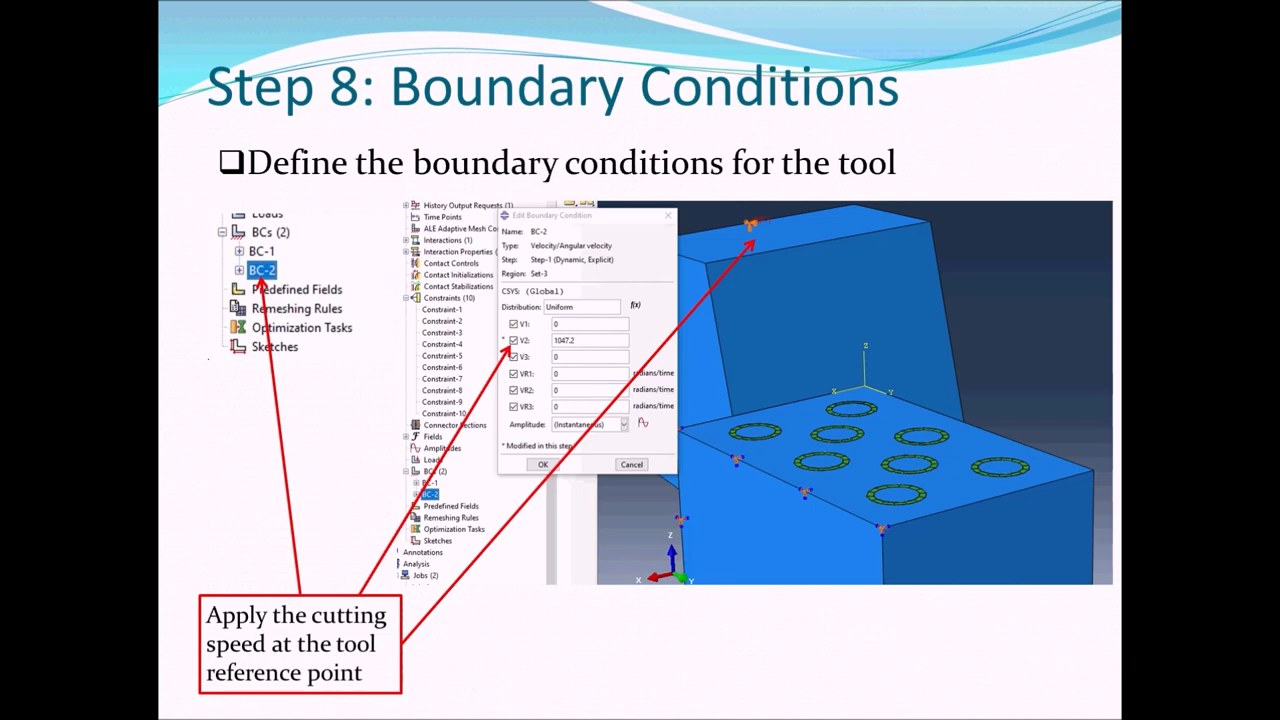 Step 8: Boundary Conditions
❑Define the boundary conditions for the tool
Loads
BCs (2)
BC-1
BC-2
Predefined Fields
Remeshing Rules
Optimization Tasks
Sketches
History Output Requests (1)
Time Points
ALE Adaptive Mesh Co
Interactions (1)
Interaction Properties (
Contact Controls
Contact Initializations
Contact Stabilizations
Constraints (10)
Constraint-1
Constraint-2
Constraint-3
Constraint-4
Constraint-5
Constraint-6
Constraint-7
Constraint-8
Constraint-9
Constraint-10
Connector Sections
Fields
Amplitudes
Loads
BCs (2)
BC-1
BC-2
Predefined Fields
Remeshing Rules
Optimization Tasks
Sketches
Annotations
Analysis
Jobs (2)
Edit Boundary Condition
Name: BC-2
Type: Velocity/Angular velocity
Step: Step-1 (Dynamic, Explicit)
Region: Set-3
CSYS: (Global)
Distribution: Uniform f(x)
V1: 0
* V2: 1047.2
V3: 0
VR1: 0 radians/time
VR2: 0 radians/time
VR3: 0 radians/time
Amplitude: (Instantaneous)
* Modified in this step
OK Cancel
Z
X Y
Z
X Y
Apply the cutting
speed at the tool
reference point